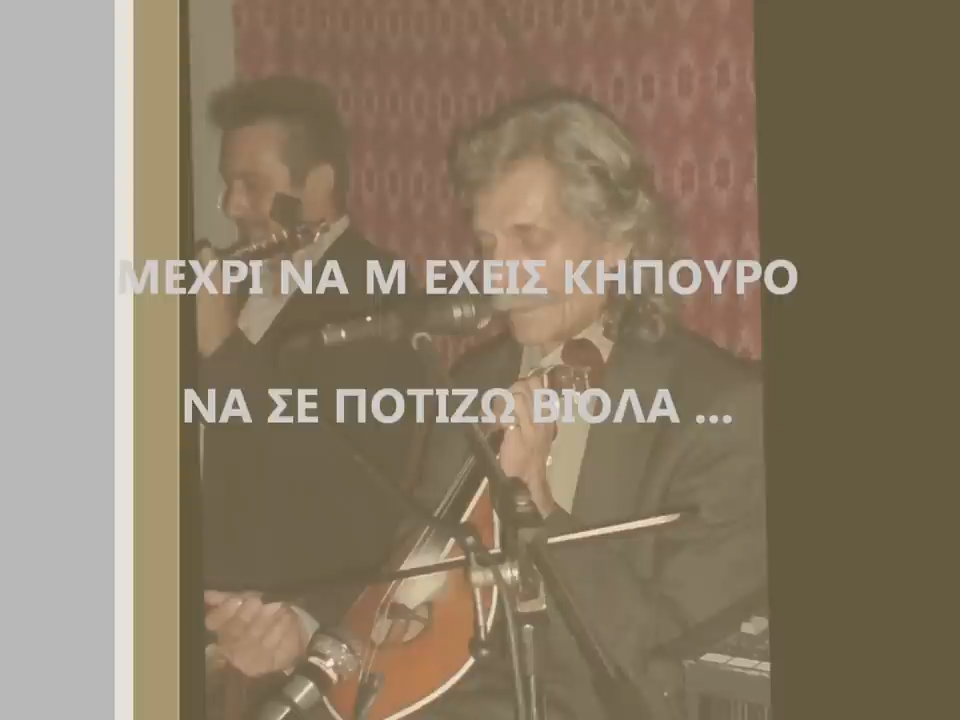 ΜΕΧΡΙ ΝΑ Μ ΕΧΕΙΣ ΚΗΠΟΥΡΟ
ΝΑ ΣΕ ΠΟΤΙΖΩ ΒΙΟΛΑ ...